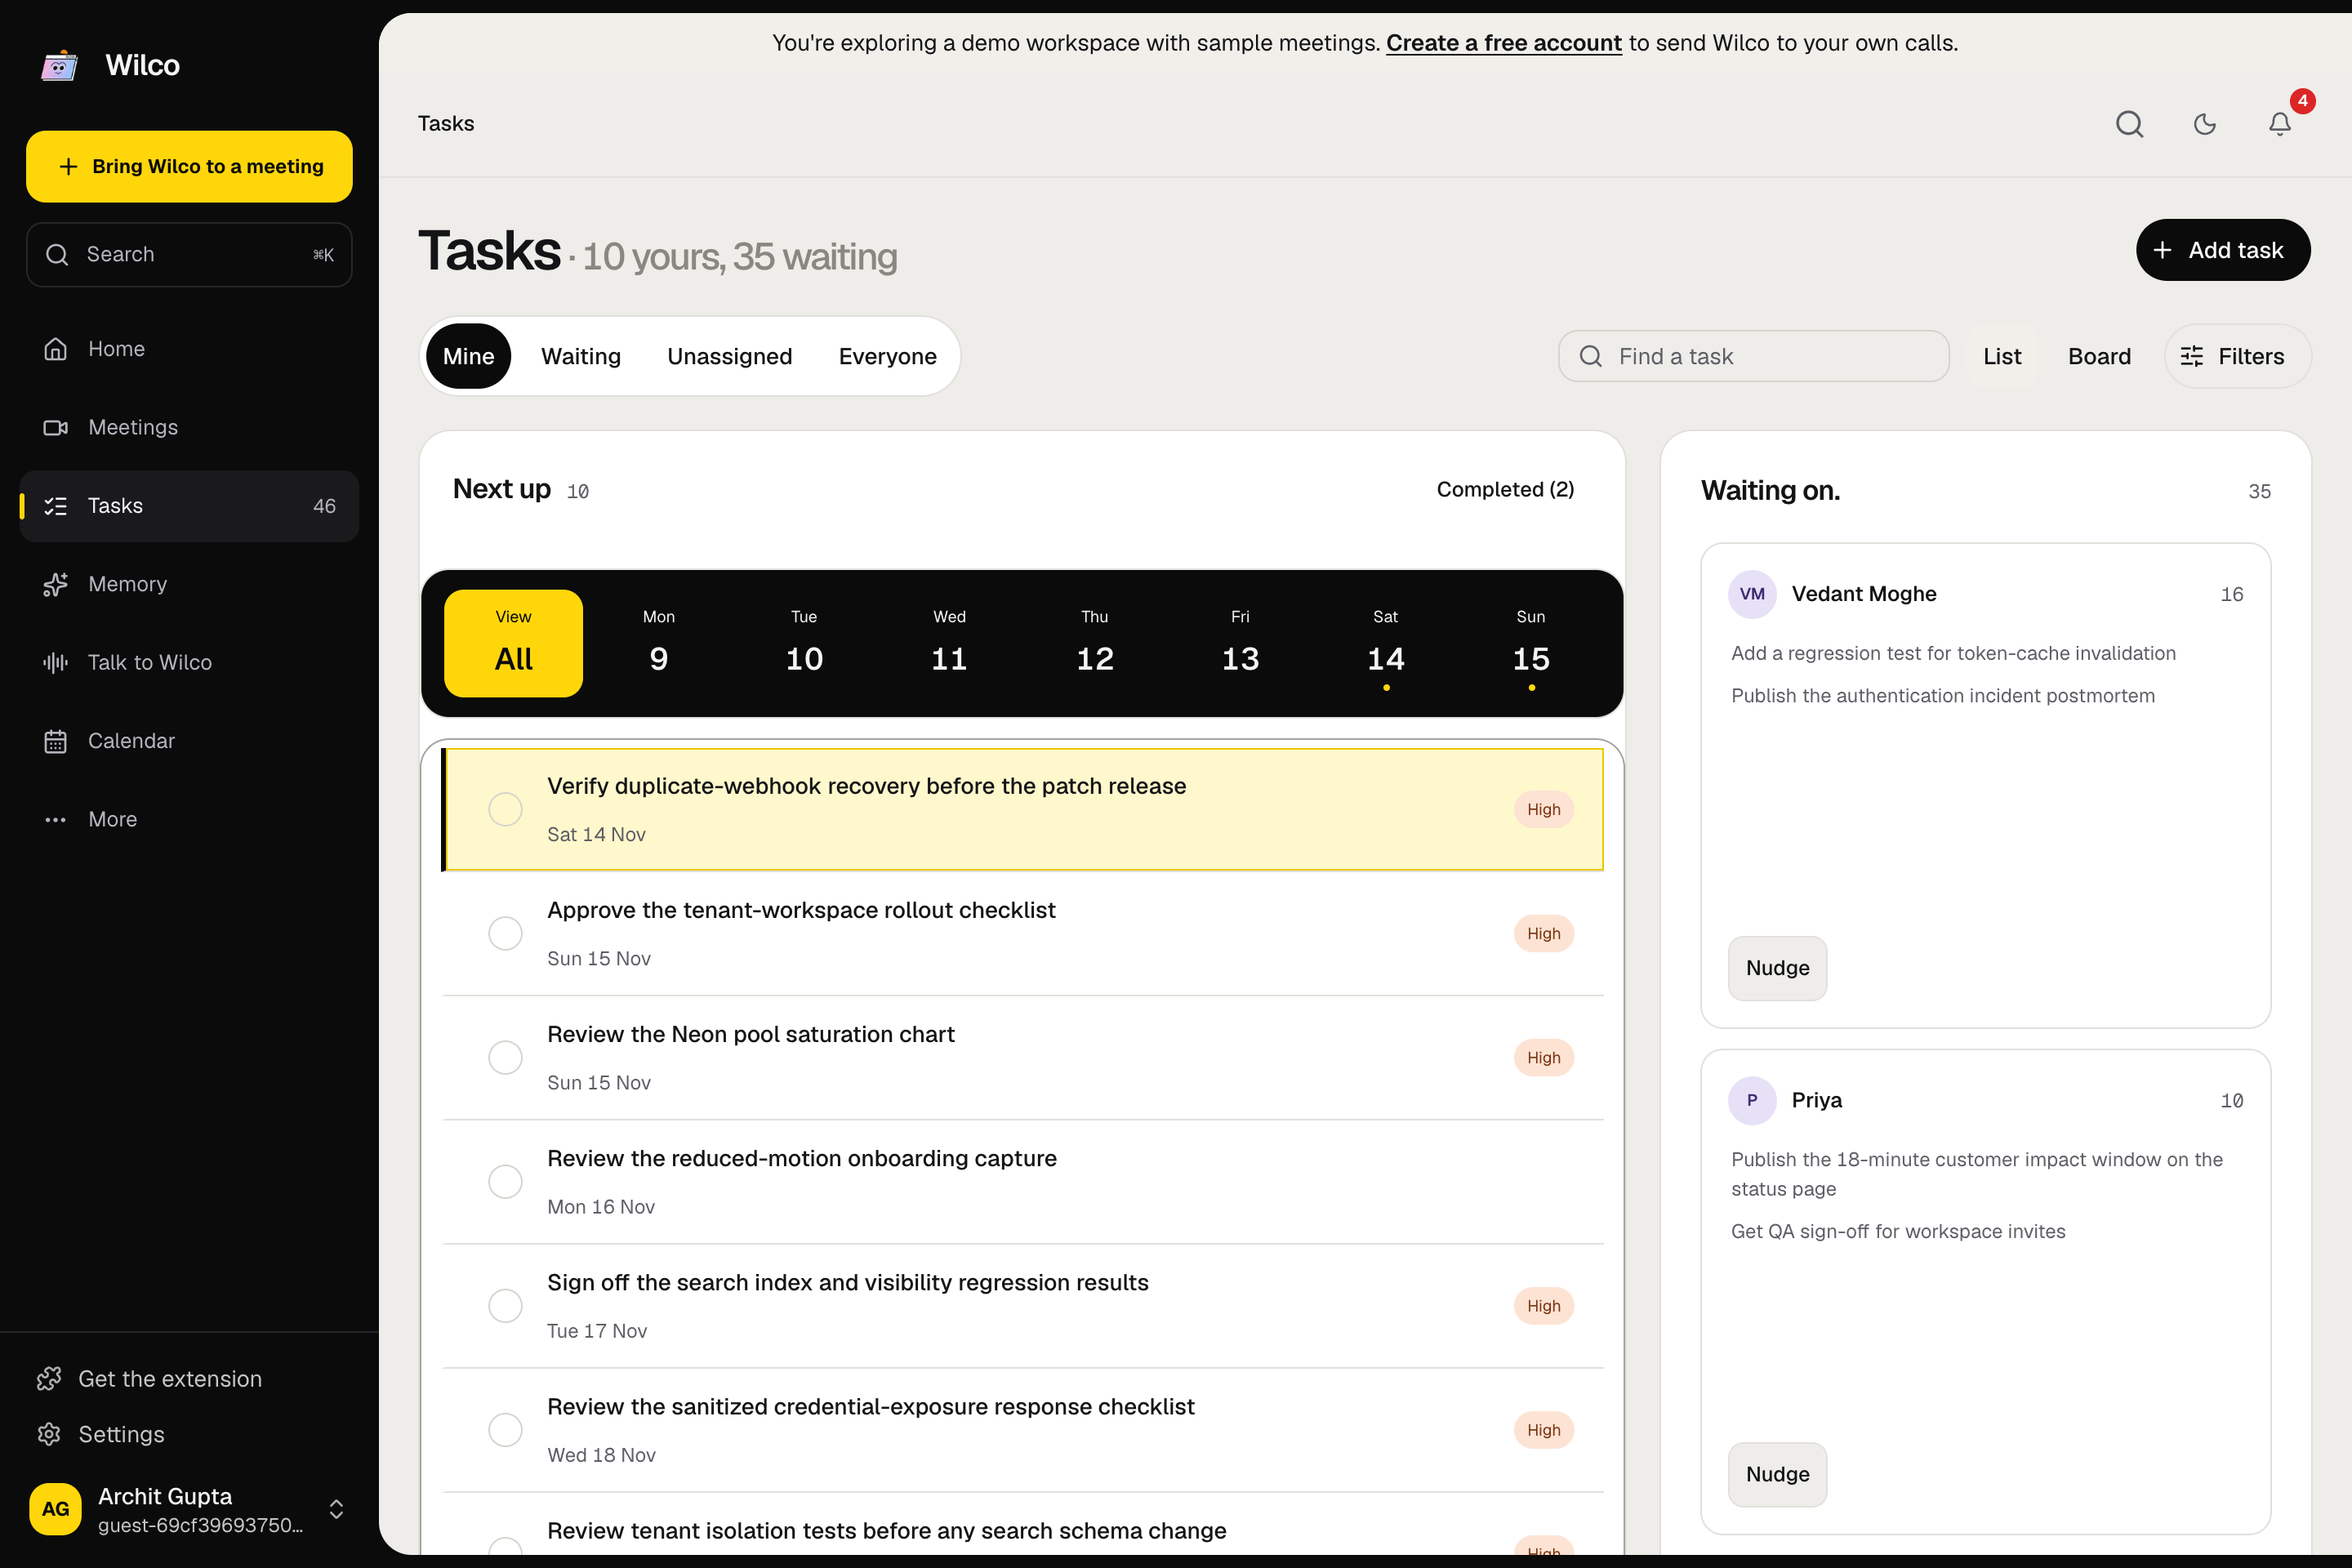 Wilco
Bring Wilco to a meeting
Search ⌘K
Home
Meetings
Tasks 46
Memory
Talk to Wilco
Calendar
More
Get the extension
Settings
AG
Archit Gupta
guest-69cf39693750...
You're exploring a demo workspace with sample meetings. Create a free account to send Wilco to your own calls.
Tasks
4
Tasks · 10 yours, 35 waiting
Add task
Mine Waiting Unassigned Everyone
Find a task
List Board Filters
Next up 10
Completed (2)
View Mon Tue Wed Thu Fri Sat Sun
All 9 10 11 12 13 14 15
Verify duplicate-webhook recovery before the patch release
Sat 14 Nov
High
Approve the tenant-workspace rollout checklist
Sun 15 Nov
High
Review the Neon pool saturation chart
Sun 15 Nov
High
Review the reduced-motion onboarding capture
Mon 16 Nov
Sign off the search index and visibility regression results
Tue 17 Nov
High
Review the sanitized credential-exposure response checklist
Wed 18 Nov
High
Review tenant isolation tests before any search schema change
High
Waiting on. 35
VM Vedant Moghe 16
Add a regression test for token-cache invalidation
Publish the authentication incident postmortem
Nudge
P Priya 10
Publish the 18-minute customer impact window on the
status page
Get QA sign-off for workspace invites
Nudge